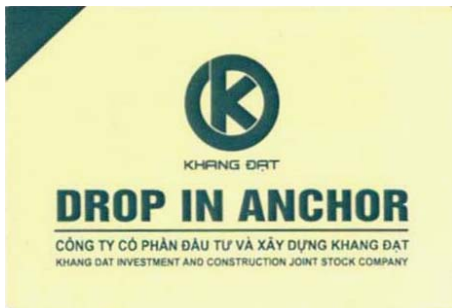 KHANG ĐẠT
DROP IN ANCHOR
CÔNG TY CỔ PHẦN ĐẦU TƯ VÀ XÂY DỰNG KHANG ĐẠT
KHANG DAT INVESTMENT AND CONSTRUCTION JOINT STOCK COMPANY